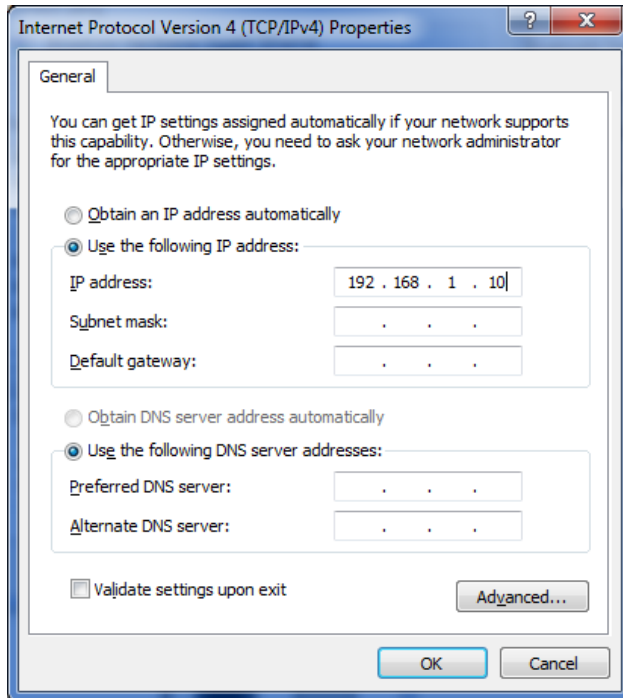 Internet Protocol Version 4 (TCP/IPv4) Properties
?
General
You can get IP settings assigned automatically if your network supports
this capability. Otherwise, you need to ask your network administrator
for the appropriate IP settings.
Obtain an IP address automatically
Use the following IP address:
IP address: 192 . 168 . 1 . 10
Subnet mask: . . .
Default gateway: . . .
Obtain DNS server address automatically
Use the following DNS server addresses:
Preferred DNS server: . . .
Alternate DNS server: . . .
Validate settings upon exit
Advanced...
OK Cancel